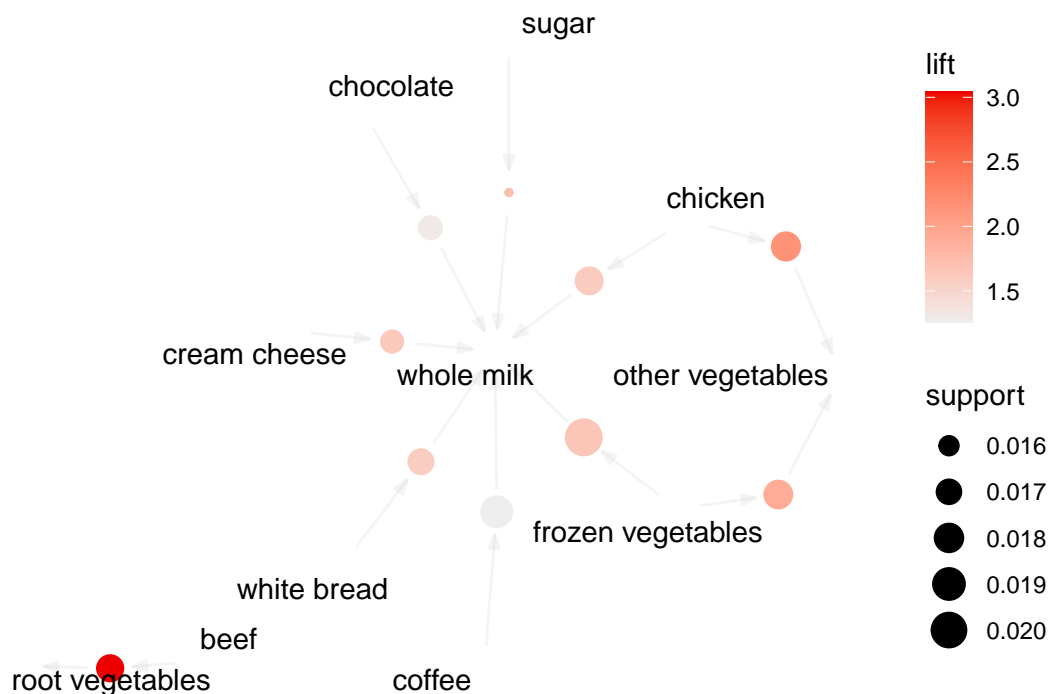 sugar
chocolate
chicken
cream cheese
whole milk
other vegetables
frozen vegetables
white bread
beef
root vegetables
coffee
lift
3.0
2.5
2.0
1.5
support
0.016
0.017
0.018
0.019
0.020